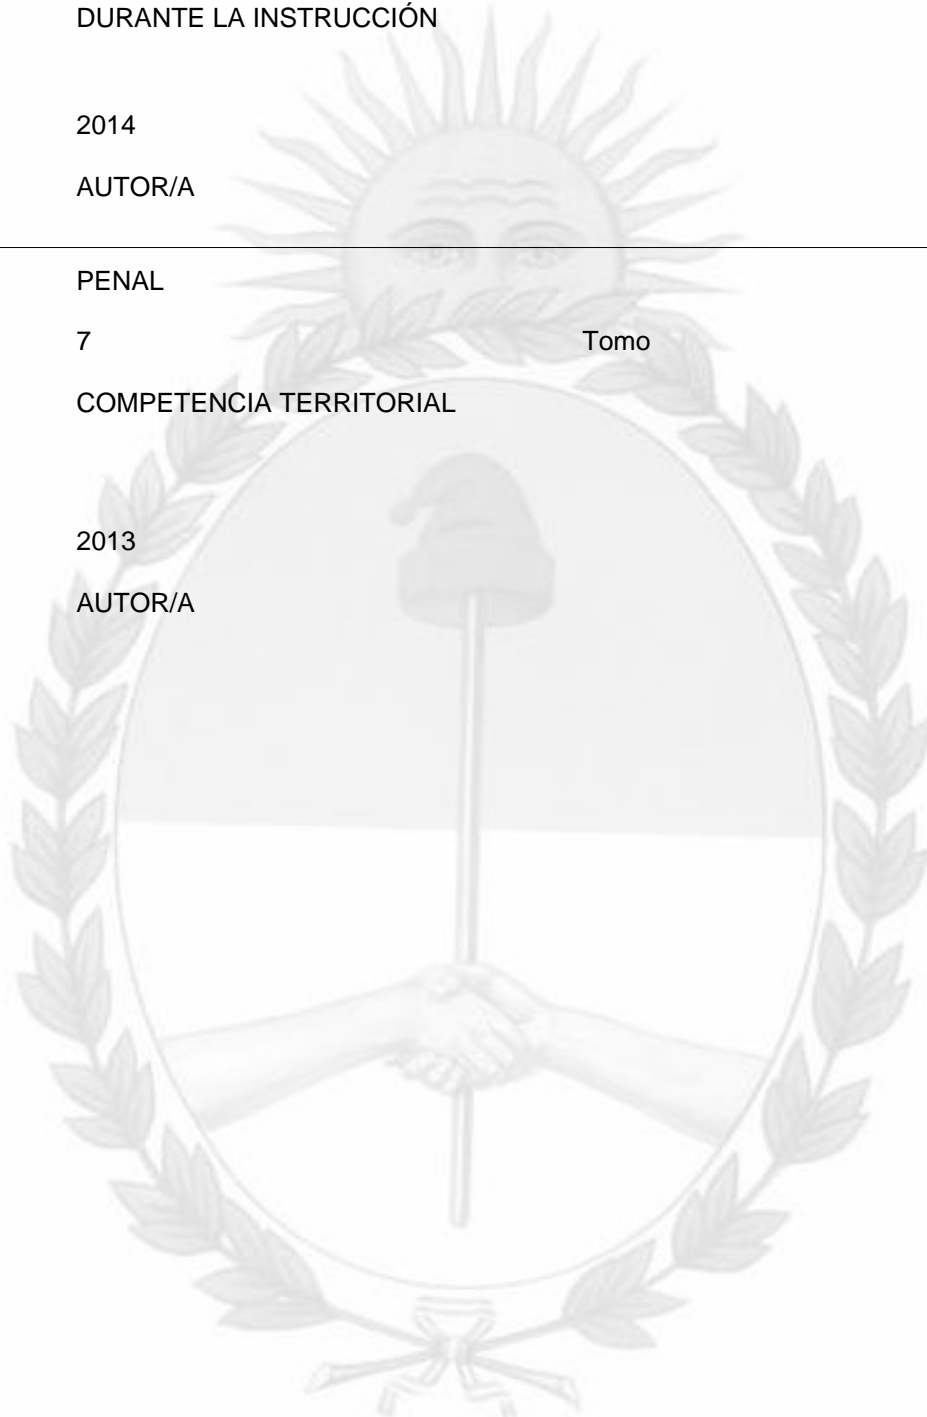 DURANTE LA INSTRUCCIÓN
2014
AUTOR/A
PENAL
7 Tomo
COMPETENCIA TERRITORIAL
2013
AUTOR/A